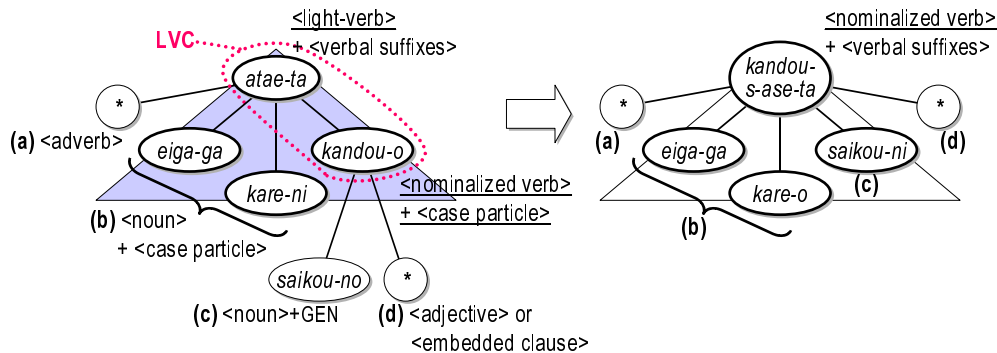 <light-verb>
+ <verbal suffixes>
LVC
atae-ta
*
(a) <adverb>
eiga-ga
kandou-o
kare-ni
<nominalized verb>
+ <case particle>
(b) <noun>
+ <case particle>
saikou-no
*
(c) <noun>+GEN
(d) <adjective> or
<embedded clause>
<nominalized verb>
+ <verbal suffixes>
kandou-
s-ase-ta
*
*
(a)
(d)
eiga-ga
saikou-ni
(c)
kare-o
(b)